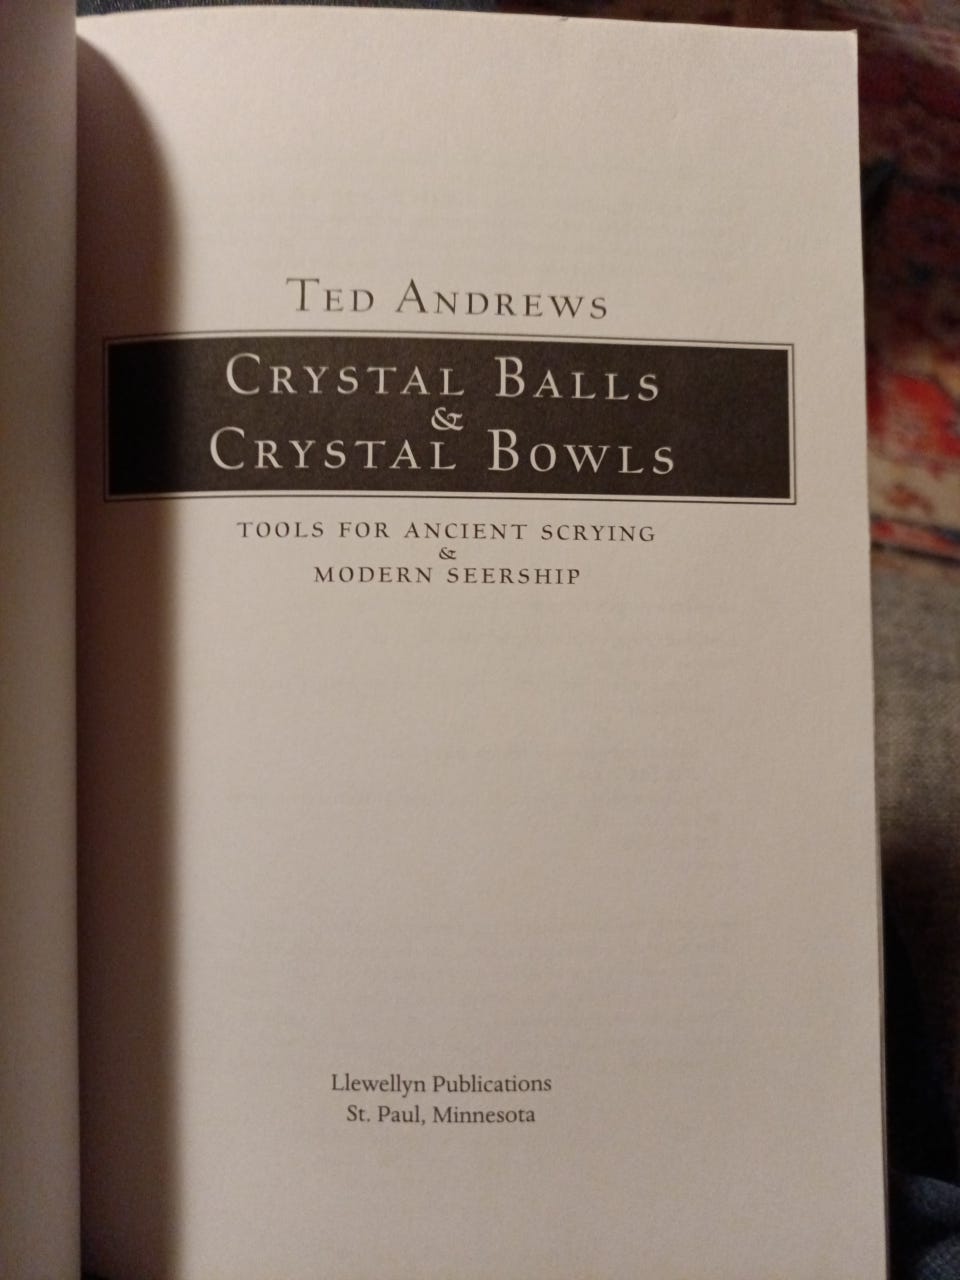 TED ANDREWS
CRYSTAL BALLS
&
CRYSTAL BOWLS
TOOLS FOR ANCIENT SCRYING
&
MODERN SEERSHIP
Llewellyn Publications
St. Paul, Minnesota